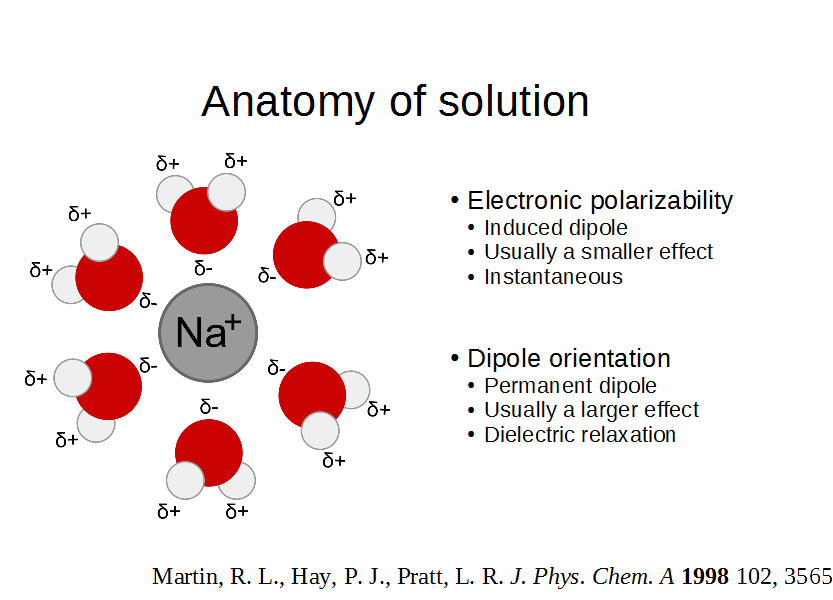 Anatomy of solution
δ+ δ+
δ+
δ+
δ-
δ+
δ+
δ-
δ-
Na+
δ+
δ+
δ-
δ-
δ+
δ+
δ-
δ+ δ+
• Electronic polarizability
• Induced dipole
• Usually a smaller effect
• Instantaneous
• Dipole orientation
• Permanent dipole
• Usually a larger effect
• Dielectric relaxation
Martin, R. L., Hay, P. J., Pratt, L. R. J. Phys. Chem. A 1998 102, 3565